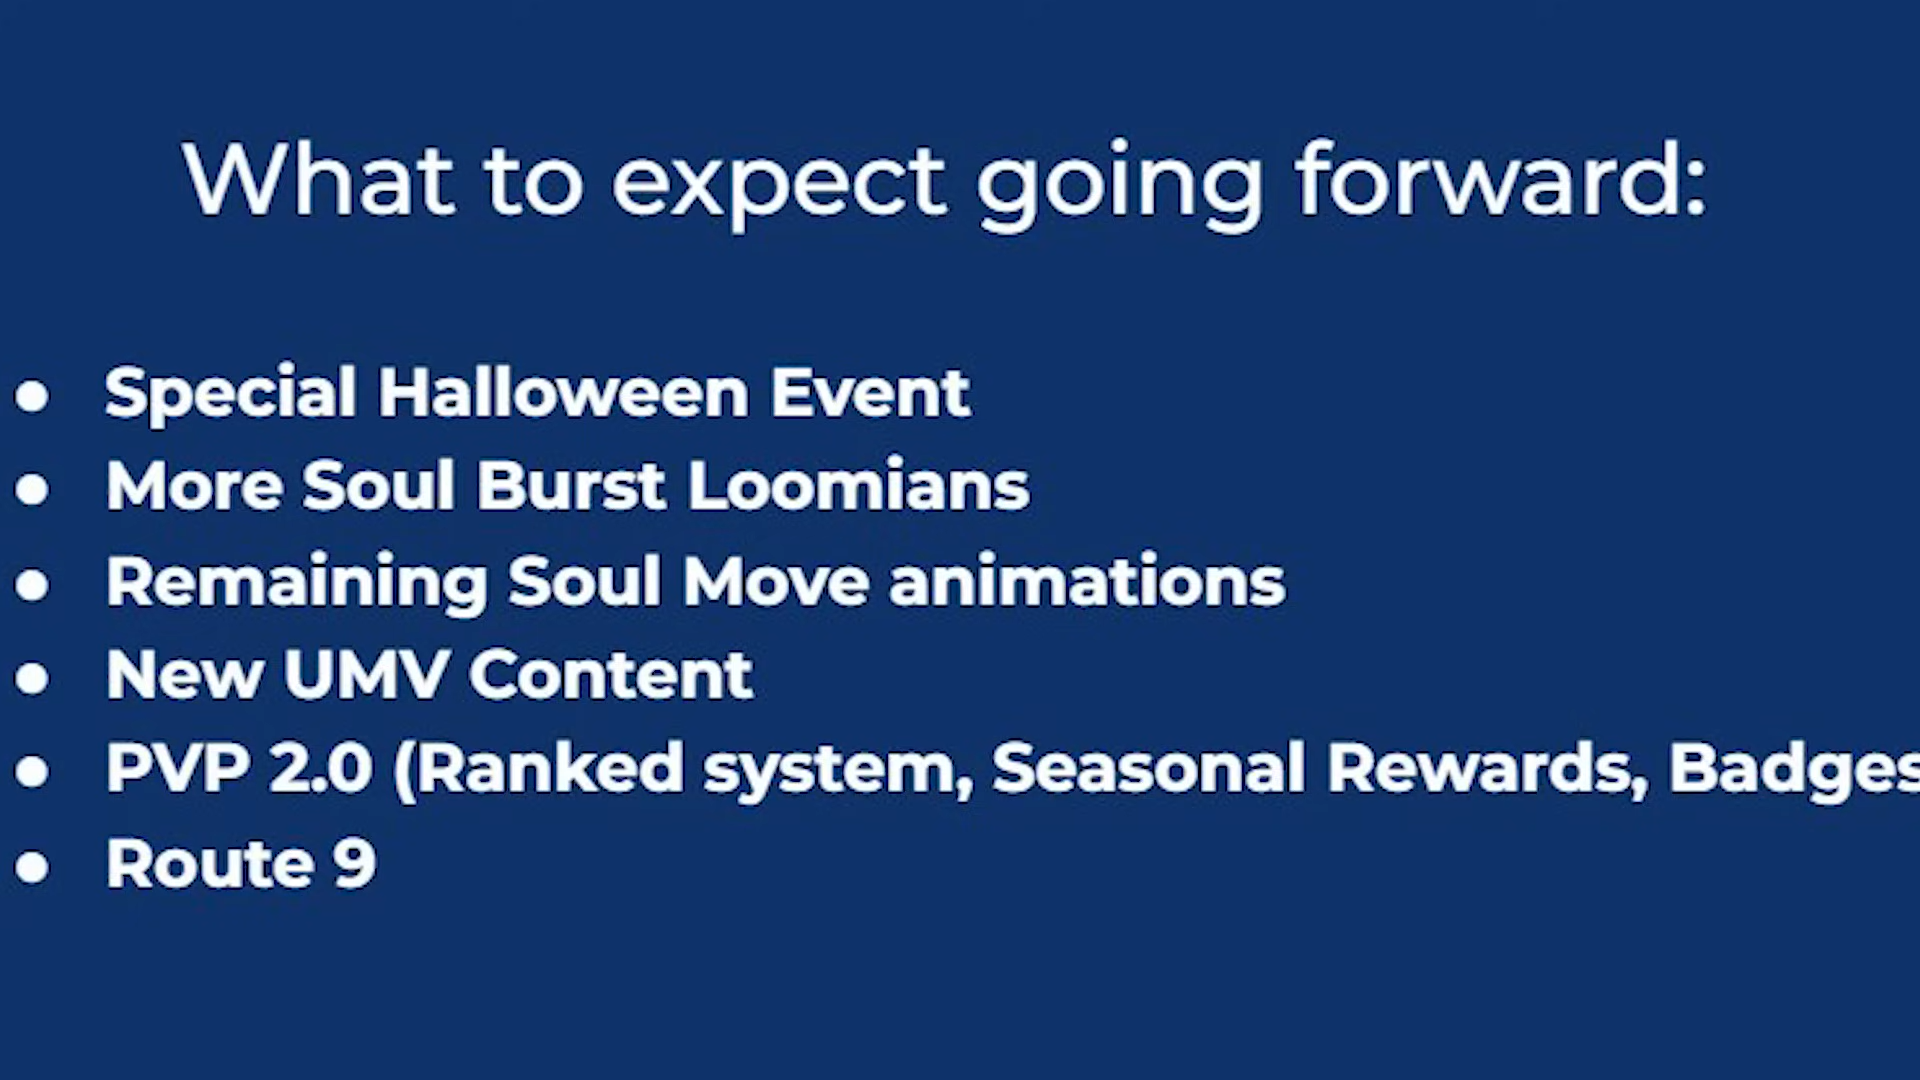 What to expect going forward:
● Special Halloween Event
● More Soul Burst Loomians
● Remaining Soul Move animations
● New UMV Content
● PVP 2.0 (Ranked system, Seasonal Rewards, Badges
● Route 9